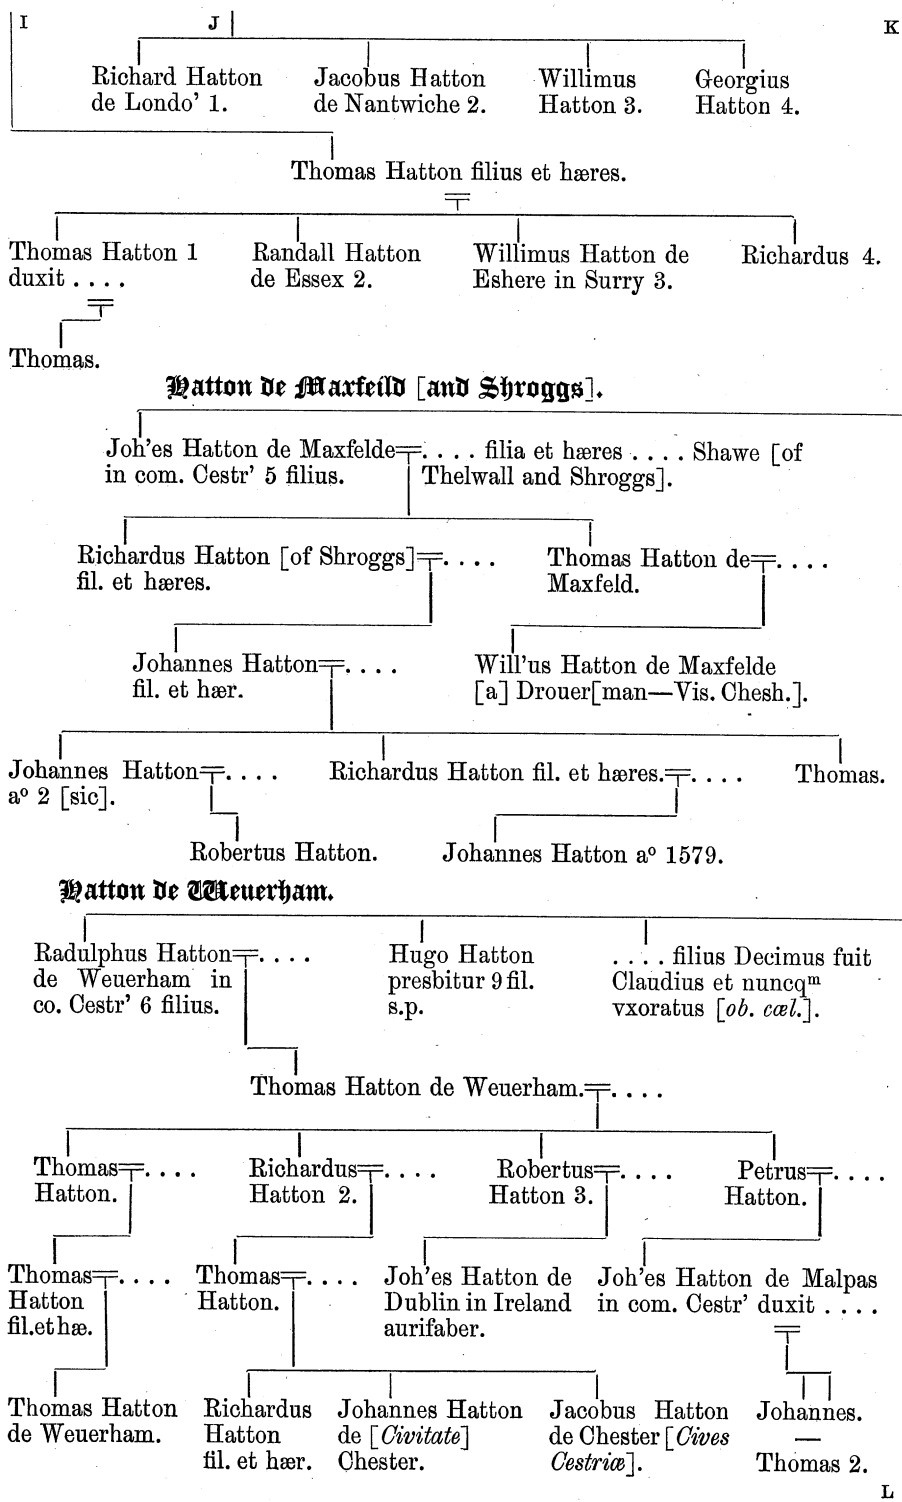 I J K
Richard Hatton
de Londo' 1.
Jacobus Hatton
de Nantwiche 2.
Willimus
Hatton 3.
Georgius
Hatton 4.
Thomas Hatton filius et hæres.
Thomas Hatton 1
duxit . . . .
Randall Hatton
de Essex 2.
Willimus Hatton de
Eshere in Surry 3.
Richardus 4.
Thomas.
Hatton de Maxfeild [and Shroggs].
Joh'es Hatton de Maxfelde
in com. Cestr' 5 filius.
. . . . filia et hæres . . . . Shawe [of
Thelwall and Shroggs].
Richardus Hatton [of Shroggs] . . . .
fil. et hæres.
Thomas Hatton de . . . .
Maxfeld.
Johannes Hatton . . . .
fil. et hær.
Will'us Hatton de Maxfelde
[a] Drouer[man—Vis. Chesh.].
Johannes Hatton . . . .
aº 2 [sic].
Richardus Hatton fil. et hæres. . . . .
Thomas.
Robertus Hatton.
Johannes Hatton aº 1579.
Hatton de Weuerham.
Radulphus Hatton . . . .
de Weuerham in
co. Cestr' 6 filius.
Hugo Hatton
presbitur 9 fil.
s.p.
. . . . filius Decimus fuit
Claudius et nuncqᵐ
vxoratus [ob. cæl.].
Thomas Hatton de Weuerham. . . . .
Thomas . . . .
Hatton.
Richardus . . . .
Hatton 2.
Robertus . . . .
Hatton 3.
Petrus . . . .
Hatton.
Thomas . . . .
Hatton
fil. et hæ.
Thomas . . . .
Hatton.
Joh'es Hatton de
Dublin in Ireland
aurifaber.
Joh'es Hatton de Malpas
in com. Cestr' duxit . . . .
Thomas Hatton
de Weuerham.
Richardus
Hatton
fil. et hær.
Johannes Hatton
de [Civitate]
Chester.
Jacobus Hatton
de Chester [Cives
Cestriæ].
Johannes.
—
Thomas 2.
L